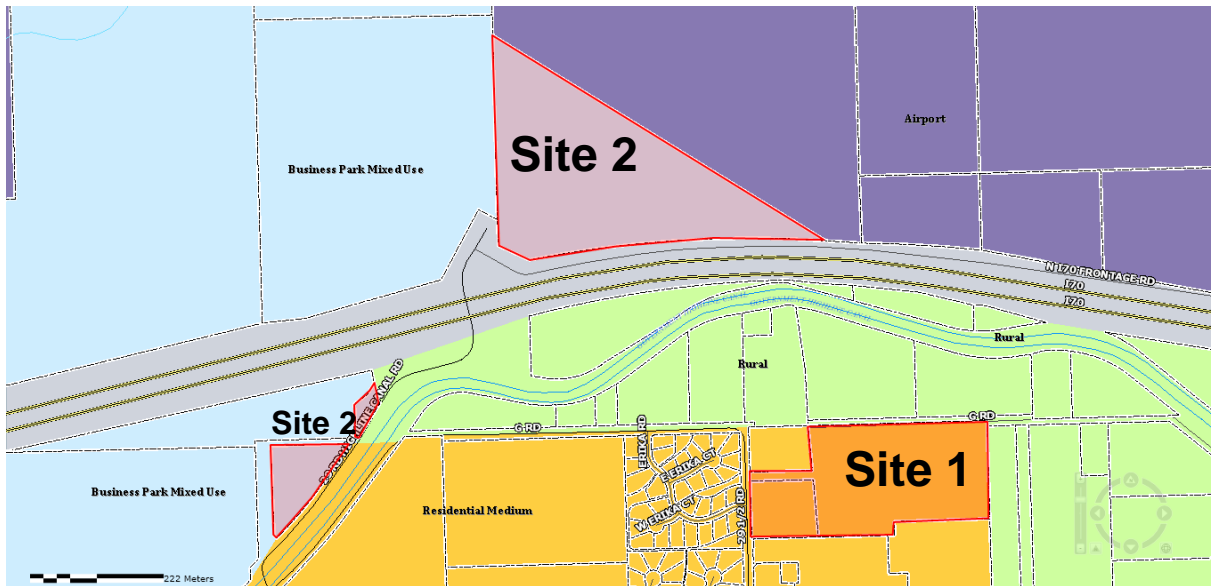 Airport
Site 2
Business Park Mixed Use
N I70 FRONTAGE RD
I70
I70
Rural
Rural
Site 2
G RD
G RD
ERIKA RD
E ERIKA CT
Site 1
Business Park Mixed Use
Residential Medium
W ERIKA CT
29 1/2 RD
222 Meters